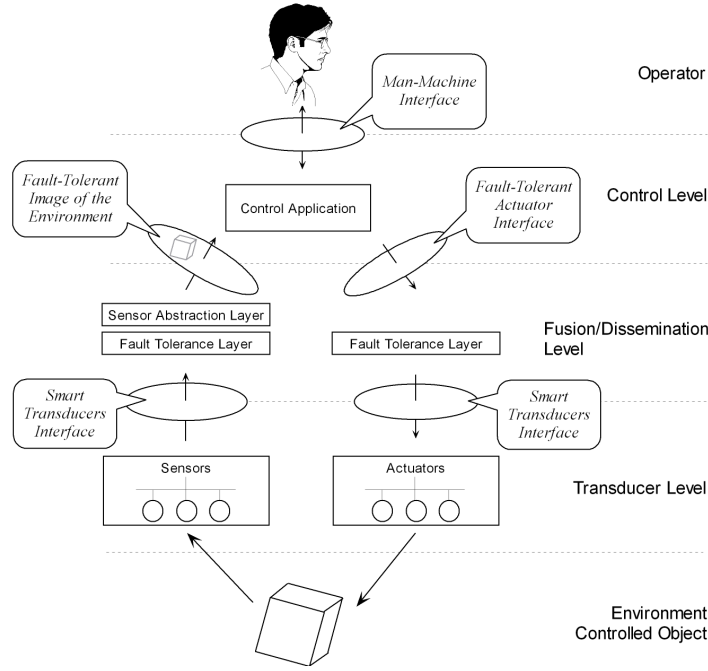 Operator
Man-Machine
Interface
Fault-Tolerant
Image of the
Environment
Control Application
Fault-Tolerant
Actuator
Interface
Control Level
Sensor Abstraction Layer
Fault Tolerance Layer
Fault Tolerance Layer
Fusion/Dissemination
Level
Smart
Transducers
Interface
Smart
Transducers
Interface
Sensors
Actuators
Transducer Level
Environment
Controlled Object